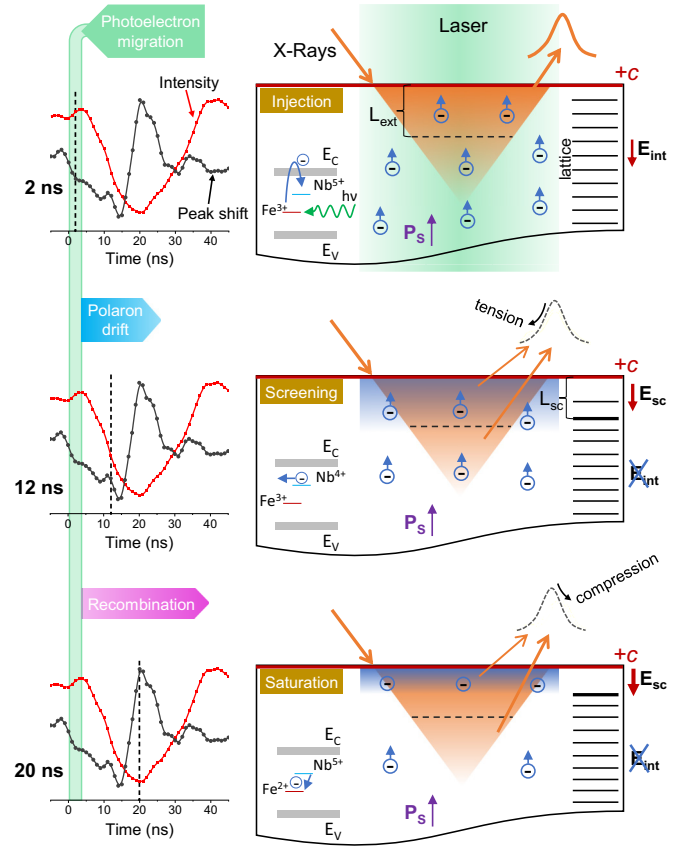 Photoelectron
migration
Intensity
2 ns
Peak shift
0 10 20 30 40
Time (ns)
X-Rays
Laser
+c
Injection
L_ext
E_C
Nb⁵⁺
hν
Fe³⁺
E_V
P_S
lattice
E_int
Polaron
drift
12 ns
0 10 20 30 40
Time (ns)
tension
+c
Screening
L_sc
E_sc
E_C
Nb⁴⁺
Fe³⁺
E_V
P_S
E_int
Recombination
20 ns
0 10 20 30 40
Time (ns)
compression
+c
Saturation
E_sc
E_C
Nb⁵⁺
Fe²⁺
E_V
P_S
E_int